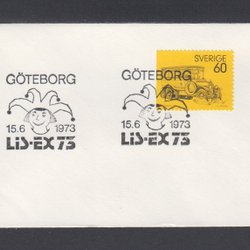 GÖTEBORG
15.6 1973
LiS-EX 73
GÖTEBORG
15.6 1973
LiS-EX 73
SVERIGE
60